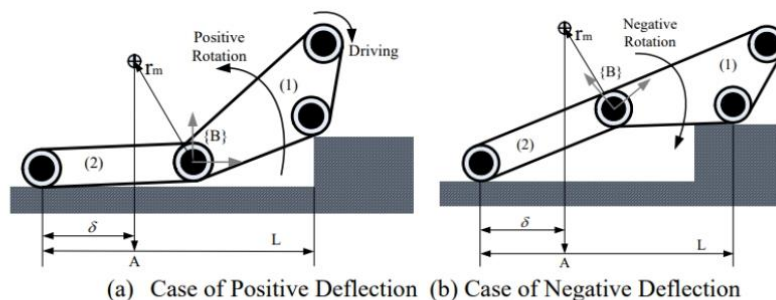 Positive
Rotation
Driving
(1)
r_m
{B}
(2)
δ
L
A
Negative
Rotation
(1)
r_m
{B}
(2)
δ
L
A
(a) Case of Positive Deflection (b) Case of Negative Deflection